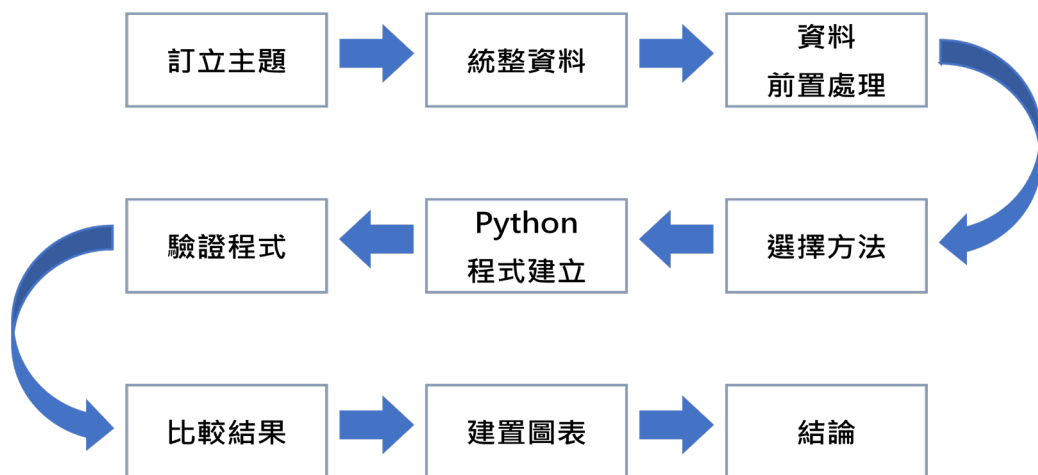 訂立主題
統整資料
資料
前置處理
選擇方法
Python
程式建立
驗證程式
比較結果
建置圖表
結論